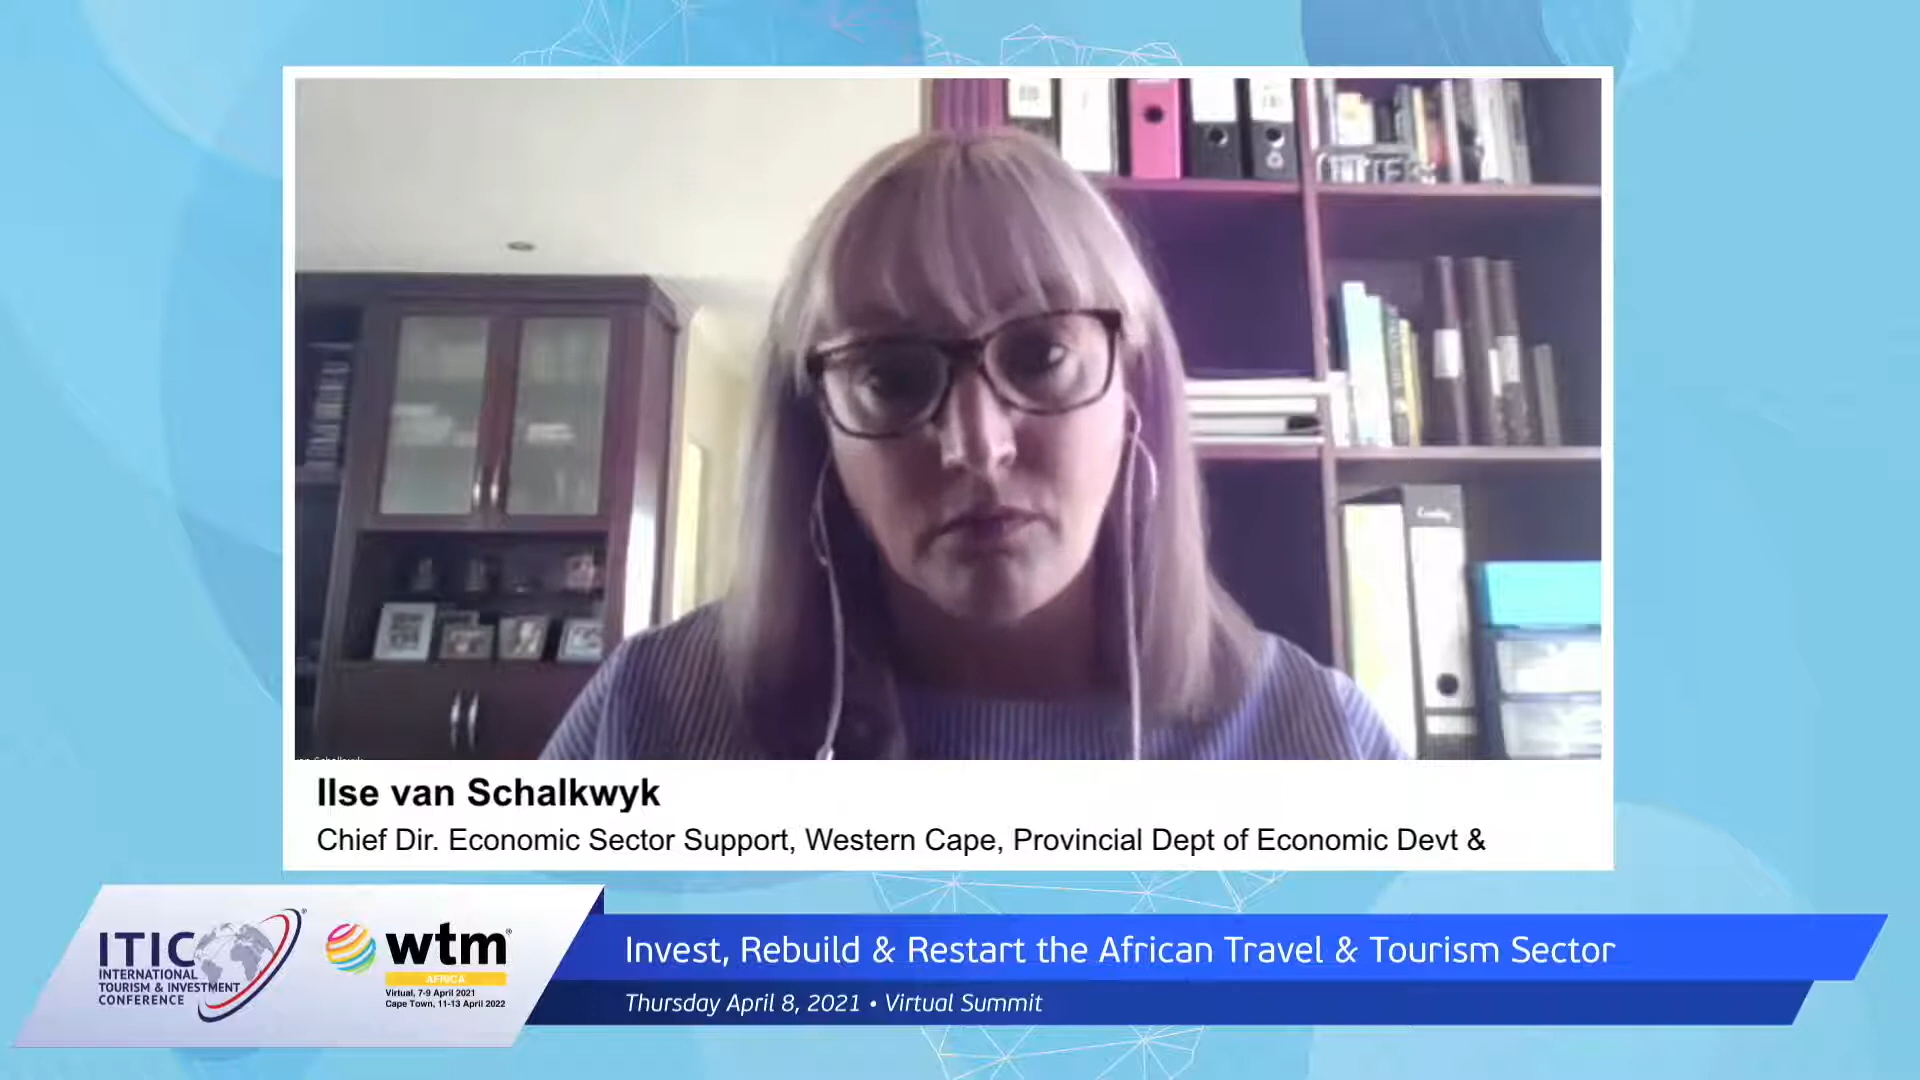 Ilse van Schalkwyk
Chief Dir. Economic Sector Support, Western Cape, Provincial Dept of Economic Devt &
ITIC
INTERNATIONAL
TOURISM & INVESTMENT
CONFERENCE
wtm
AFRICA
Virtual, 7-9 April 2021
Cape Town, 11-13 April 2022
Invest, Rebuild & Restart the African Travel & Tourism Sector
Thursday April 8, 2021 • Virtual Summit